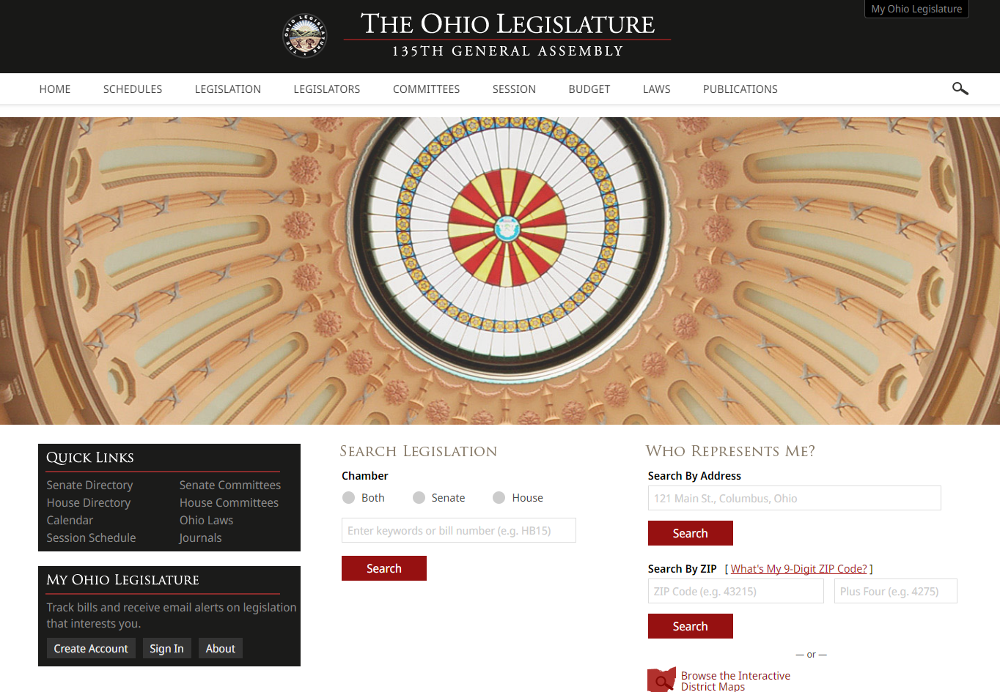 My Ohio Legislature
THE OHIO LEGISLATURE
135TH GENERAL ASSEMBLY
THE OHIO LEGISLATURE
HOME SCHEDULES LEGISLATION LEGISLATORS COMMITTEES SESSION BUDGET LAWS PUBLICATIONS
QUICK LINKS
Senate Directory Senate Committees
House Directory House Committees
Calendar Ohio Laws
Session Schedule Journals
MY OHIO LEGISLATURE
Track bills and receive email alerts on legislation
that interests you.
Create Account Sign In About
SEARCH LEGISLATION
Chamber
Both Senate House
Enter keywords or bill number (e.g. HB15)
Search
WHO REPRESENTS ME?
Search By Address
121 Main St., Columbus, Ohio
Search
Search By ZIP [ What's My 9-Digit ZIP Code? ]
ZIP Code (e.g. 43215) Plus Four (e.g. 4275)
Search
— or —
Browse the Interactive
District Maps